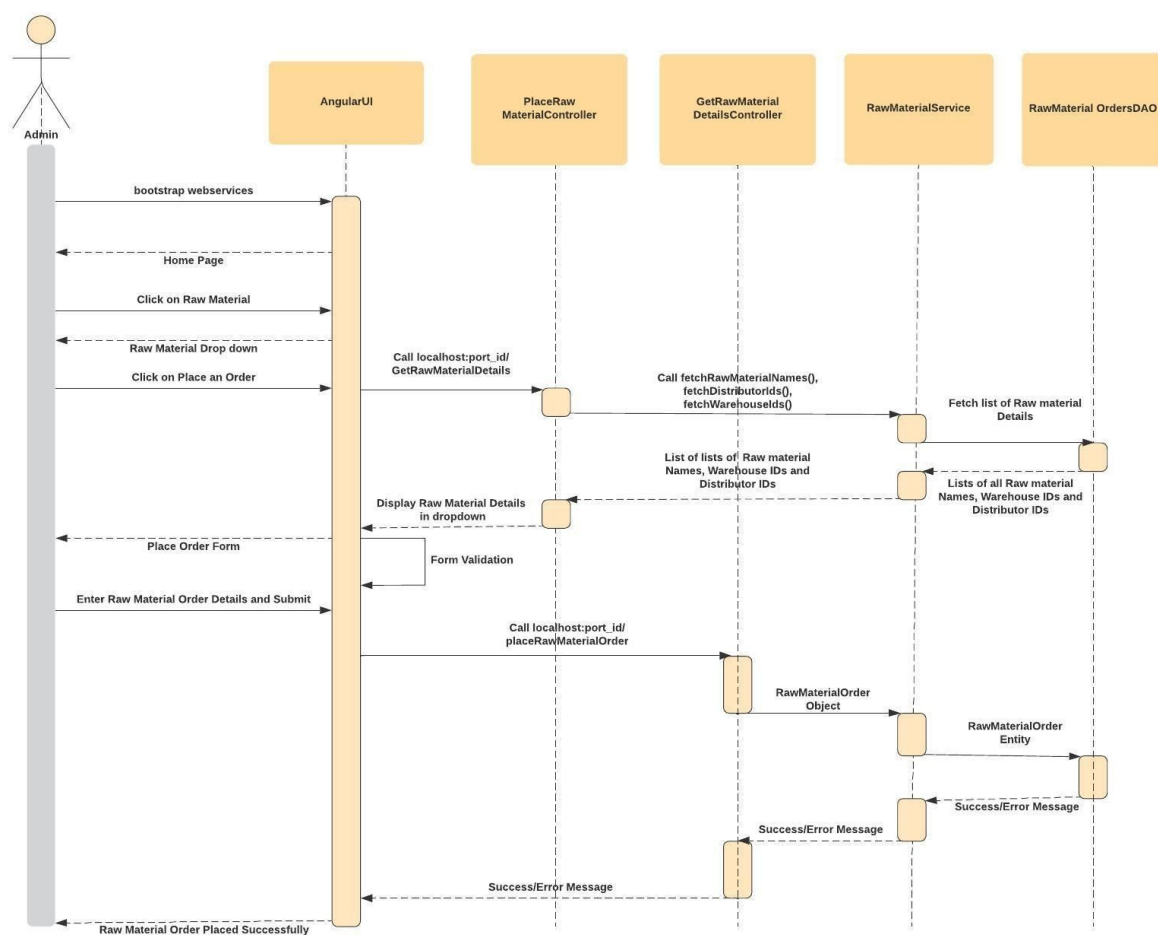 Admin
AngularUI
PlaceRaw
MaterialController
GetRawMaterial
DetailsController
RawMaterialService
RawMaterial OrdersDAO
bootstrap webservices
Home Page
Click on Raw Material
Raw Material Drop down
Click on Place an Order
Call localhost:port_id/
GetRawMaterialDetails
Call fetchRawMaterialNames(),
fetchDistributorIds(),
fetchWarehouseIds()
Fetch list of Raw material
Details
Lists of all Raw material
Names, Warehouse IDs and
Distributor IDs
List of lists of Raw material
Names, Warehouse IDs and
Distributor IDs
Display Raw Material Details
in dropdown
Place Order Form
Form Validation
Enter Raw Material Order Details and Submit
Call localhost:port_id/
placeRawMaterialOrder
RawMaterialOrder
Object
RawMaterialOrder
Entity
Success/Error Message
Success/Error Message
Success/Error Message
Raw Material Order Placed Successfully